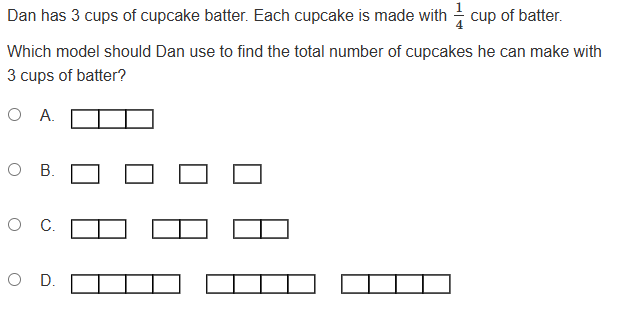 Dan has 3 cups of cupcake batter. Each cupcake is made with 1/4 cup of batter.
Which model should Dan use to find the total number of cupcakes he can make with
3 cups of batter?
A.
B.
C.
D.